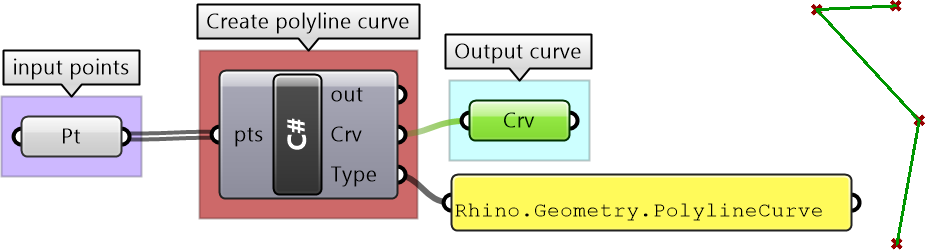 Create polyline curve
input points
Output curve
Pt
pts
C#
out
Crv
Type
Crv
Rhino.Geometry.PolylineCurve